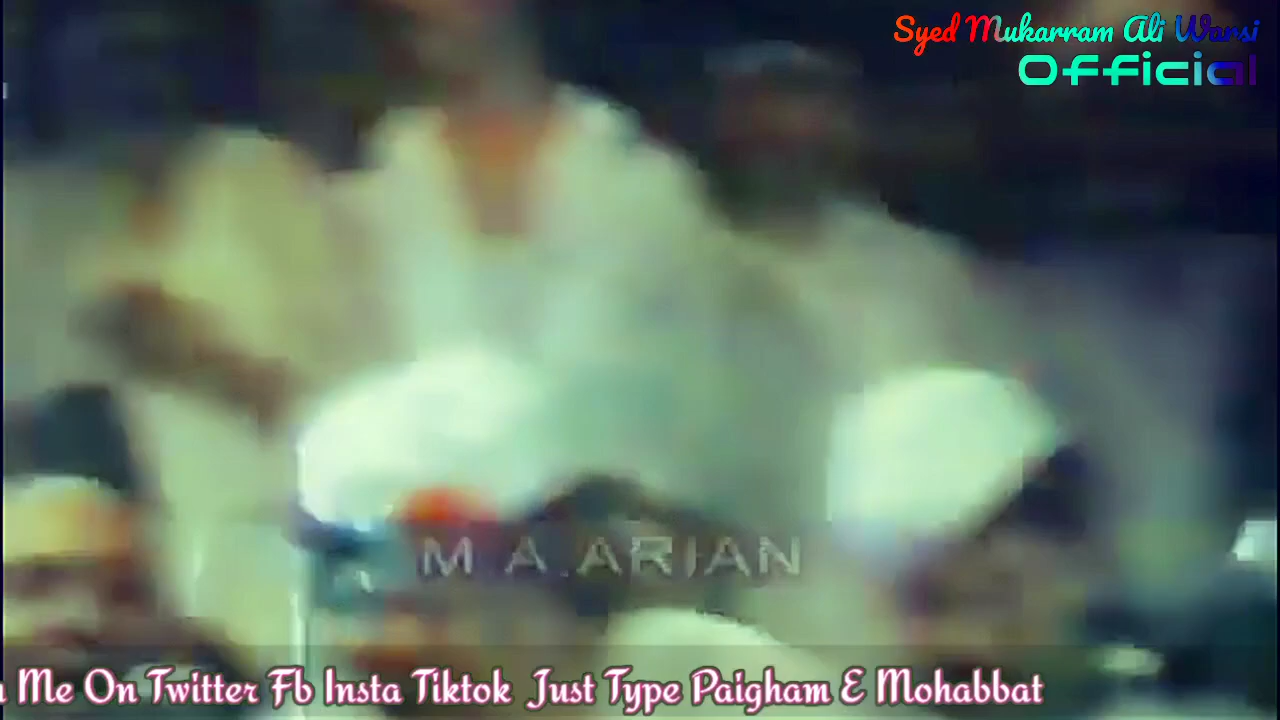 Syed Mukarram Ali Warsi
Official
M.A.ARIAN
Me On Twitter Fb Insta Tiktok Just Type Paigham E Mohabbat